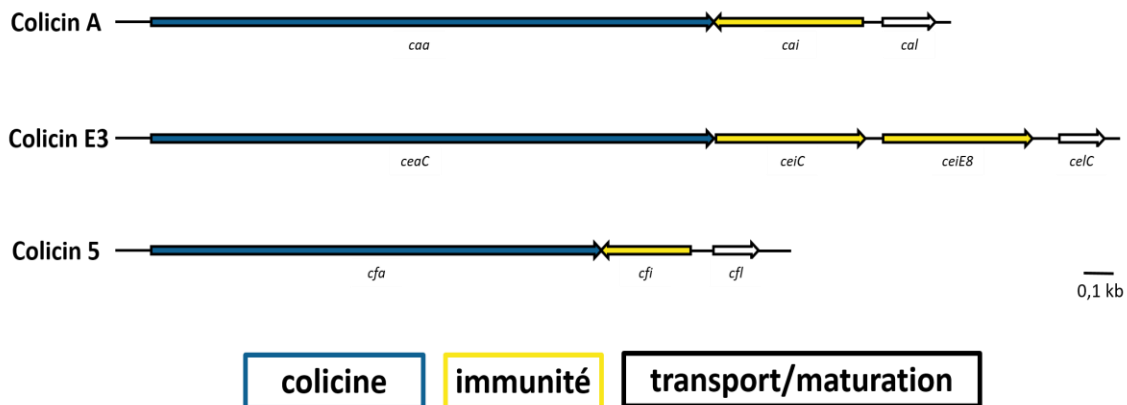 Colicin A
caa cai cal
Colicin E3
ceaC ceiC ceiE8 celC
Colicin 5
cfa cfi cfl
0,1 kb
colicine immunité transport/maturation